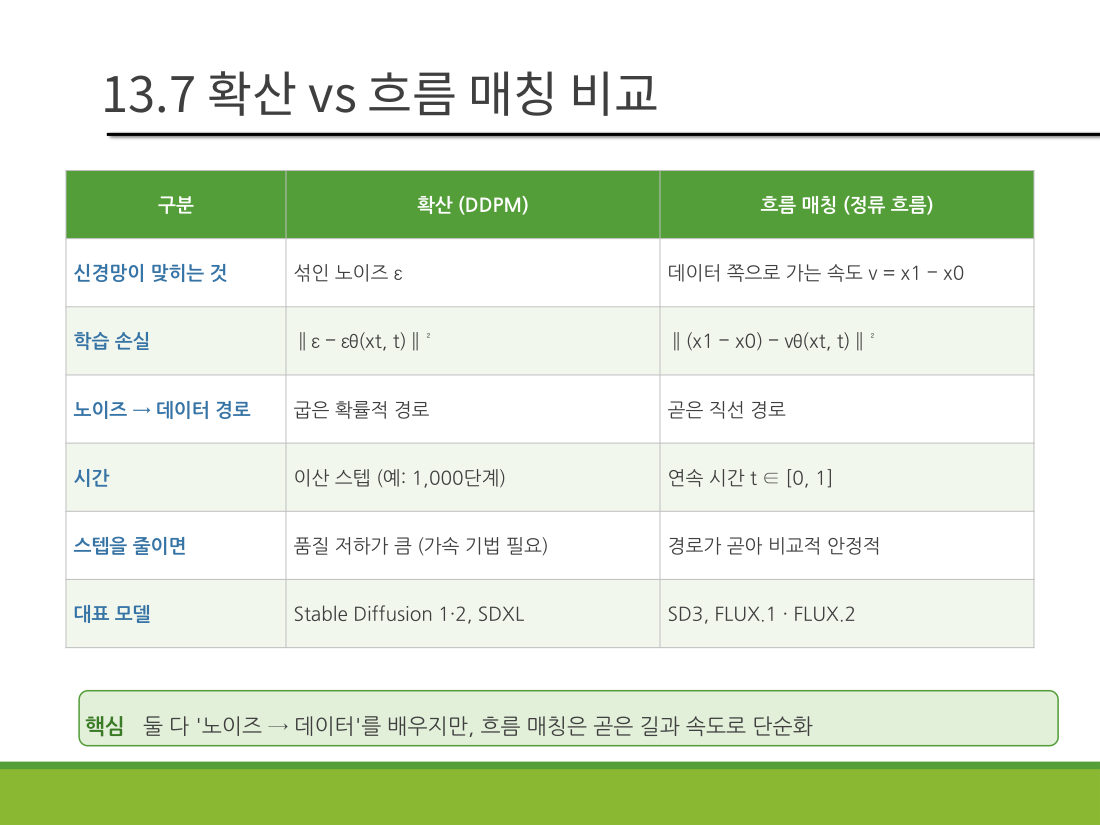 13.7 확산 vs 흐름 매칭 비교
구분 확산 (DDPM) 흐름 매칭 (정류 흐름)
신경망이 맞히는 것 섞인 노이즈 ε 데이터 쪽으로 가는 속도 v = x1 − x0
학습 손실 ‖ ε − εθ(xt, t) ‖² ‖ (x1 − x0) − vθ(xt, t) ‖²
노이즈 → 데이터 경로 굽은 확률적 경로 곧은 직선 경로
시간 이산 스텝 (예: 1,000단계) 연속 시간 t ∈ [0, 1]
스텝을 줄이면 품질 저하가 큼 (가속 기법 필요) 경로가 곧아 비교적 안정적
대표 모델 Stable Diffusion 1·2, SDXL SD3, FLUX.1 · FLUX.2
핵심 둘 다 '노이즈 → 데이터'를 배우지만, 흐름 매칭은 곧은 길과 속도로 단순화